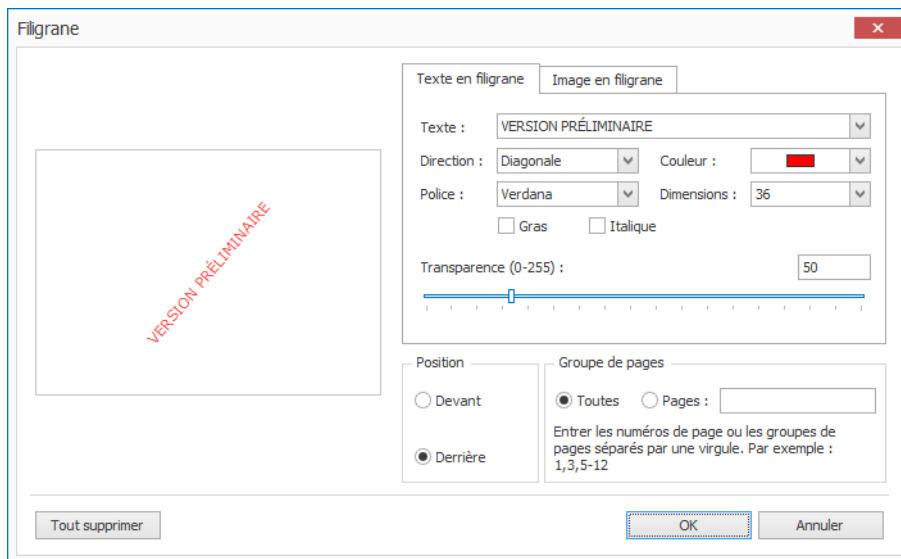 Filigrane
Texte en filigrane
Image en filigrane
Texte :
VERSION PRÉLIMINAIRE
Direction :
Diagonale
Couleur :
Police :
Verdana
Dimensions :
36
Gras
Italique
Transparence (0-255) :
50
VERSION PRÉLIMINAIRE
Position
Devant
Derrière
Groupe de pages
Toutes
Pages :
Entrer les numéros de page ou les groupes de
pages séparés par une virgule. Par exemple :
1,3,5-12
Tout supprimer
OK
Annuler